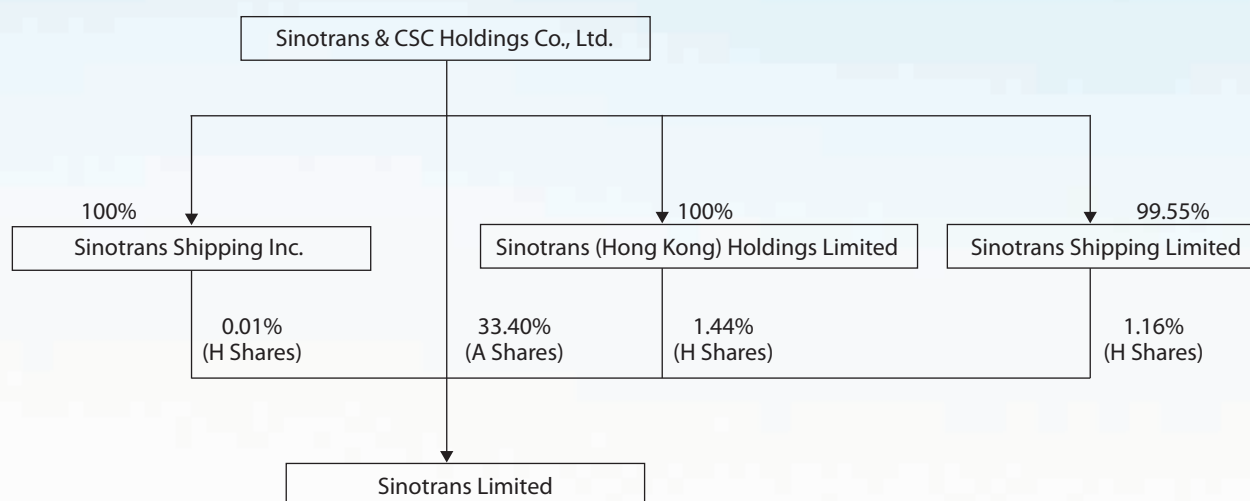 Sinotrans & CSC Holdings Co., Ltd.
100%
100%
99.55%
Sinotrans Shipping Inc.
Sinotrans (Hong Kong) Holdings Limited
Sinotrans Shipping Limited
0.01%
(H Shares)
33.40%
(A Shares)
1.44%
(H Shares)
1.16%
(H Shares)
Sinotrans Limited